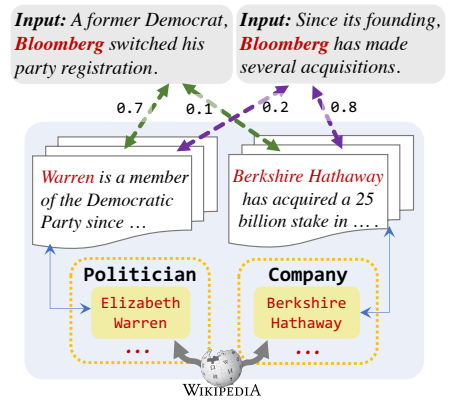 Input: A former Democrat,
Bloomberg switched his
party registration.
Input: Since its founding,
Bloomberg has made
several acquisitions.
0.7 0.1 0.2 0.8
Warren is a member
of the Democratic
Party since ...
Berkshire Hathaway
has acquired a 25
billion stake in ... .
Politician
Elizabeth
Warren
...
Company
Berkshire
Hathaway
...
WIKIPEDIA